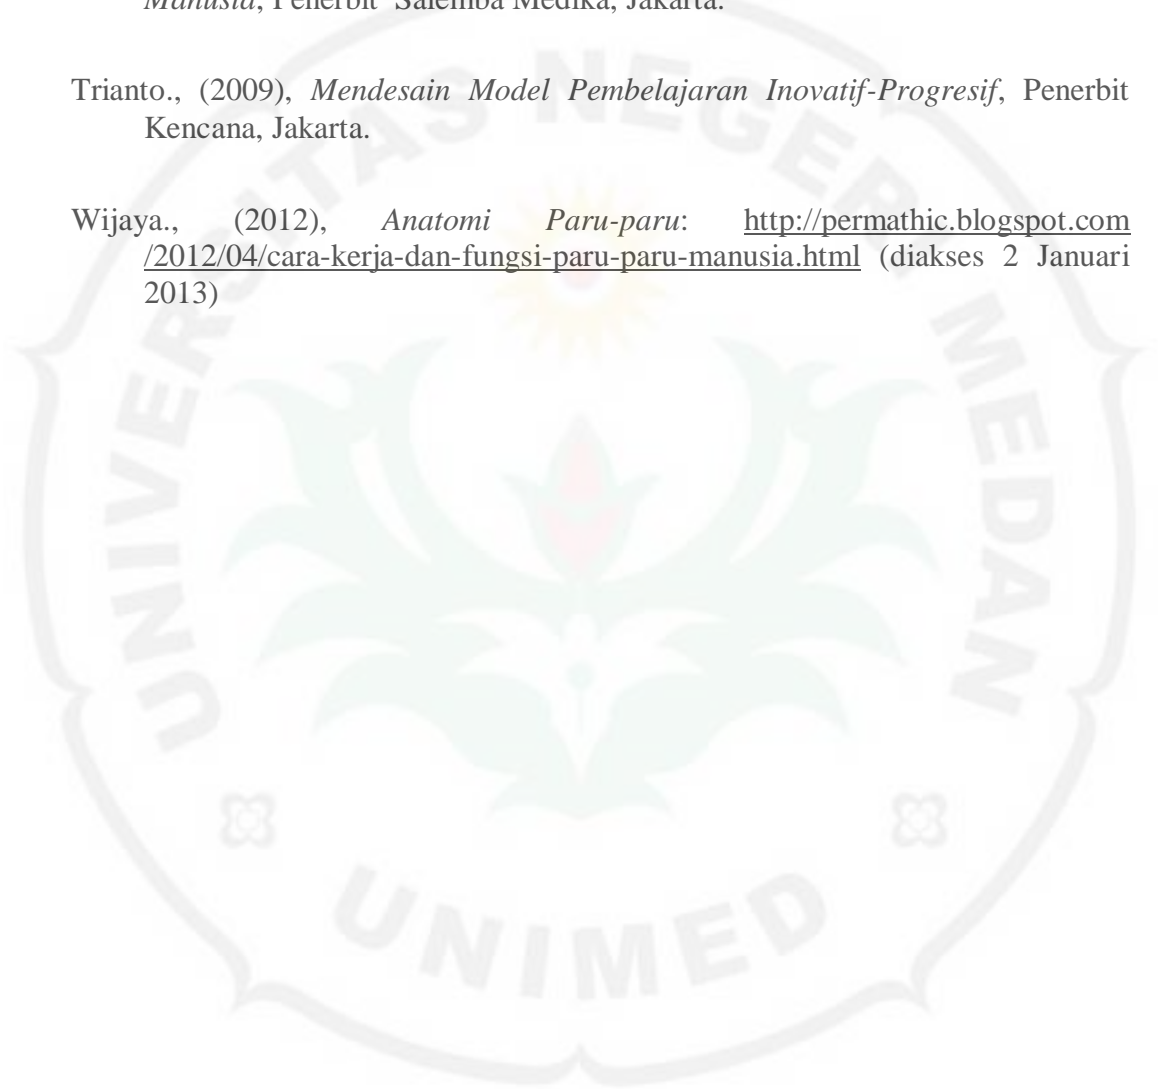 Manusia, Penerbit Salemba Medika, Jakarta.
Trianto., (2009), Mendesain Model Pembelajaran Inovatif-Progresif, Penerbit
Kencana, Jakarta.
Wijaya., (2012), Anatomi Paru-paru: http://permathic.blogspot.com
/2012/04/cara-kerja-dan-fungsi-paru-paru-manusia.html (diakses 2 Januari
2013)
UNIVERSITAS NEGERI MEDAN
UNIMED